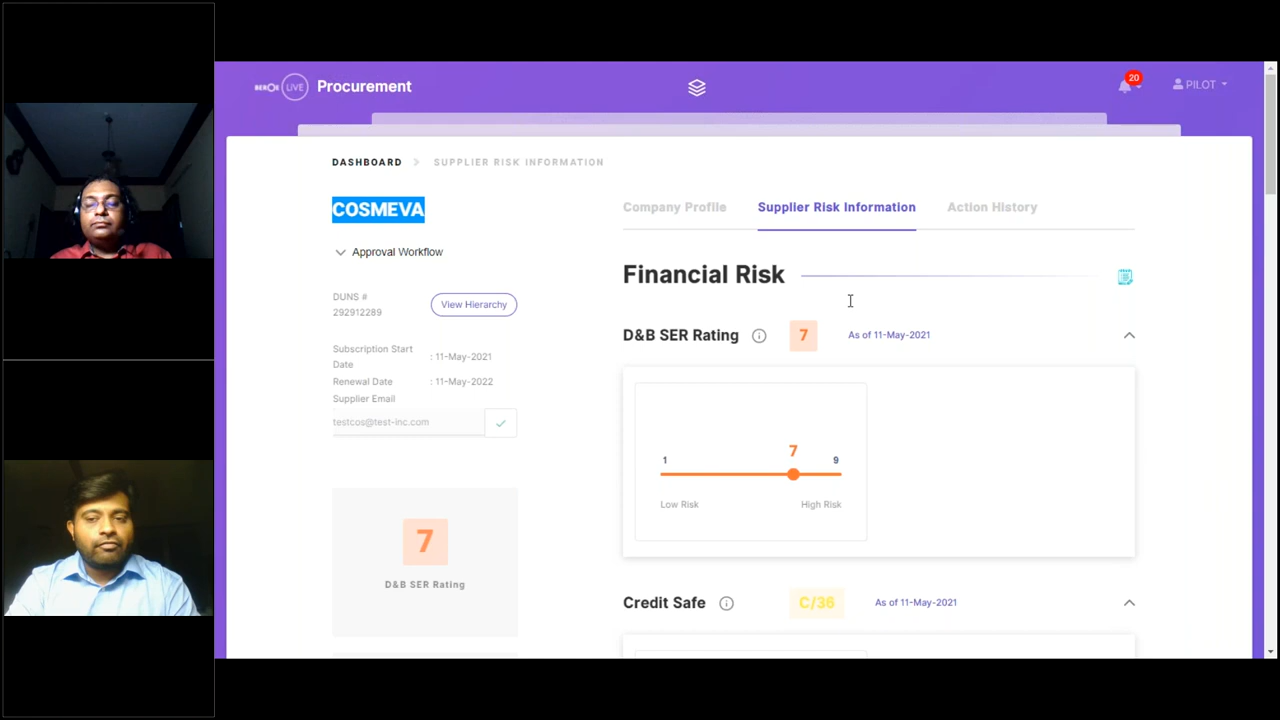 BEROE LIVE Procurement
20
PILOT
DASHBOARD > SUPPLIER RISK INFORMATION
COSMEVA
Company Profile Supplier Risk Information Action History
Approval Workflow
Financial Risk
DUNS #
292912289
View Hierarchy
D&B SER Rating i 7 As of 11-May-2021
Subscription Start
Date
: 11-May-2021
Renewal Date : 11-May-2022
Supplier Email
testcos@test-inc.com
7
1 9
Low Risk High Risk
7
D&B SER Rating
Credit Safe i C/36 As of 11-May-2021